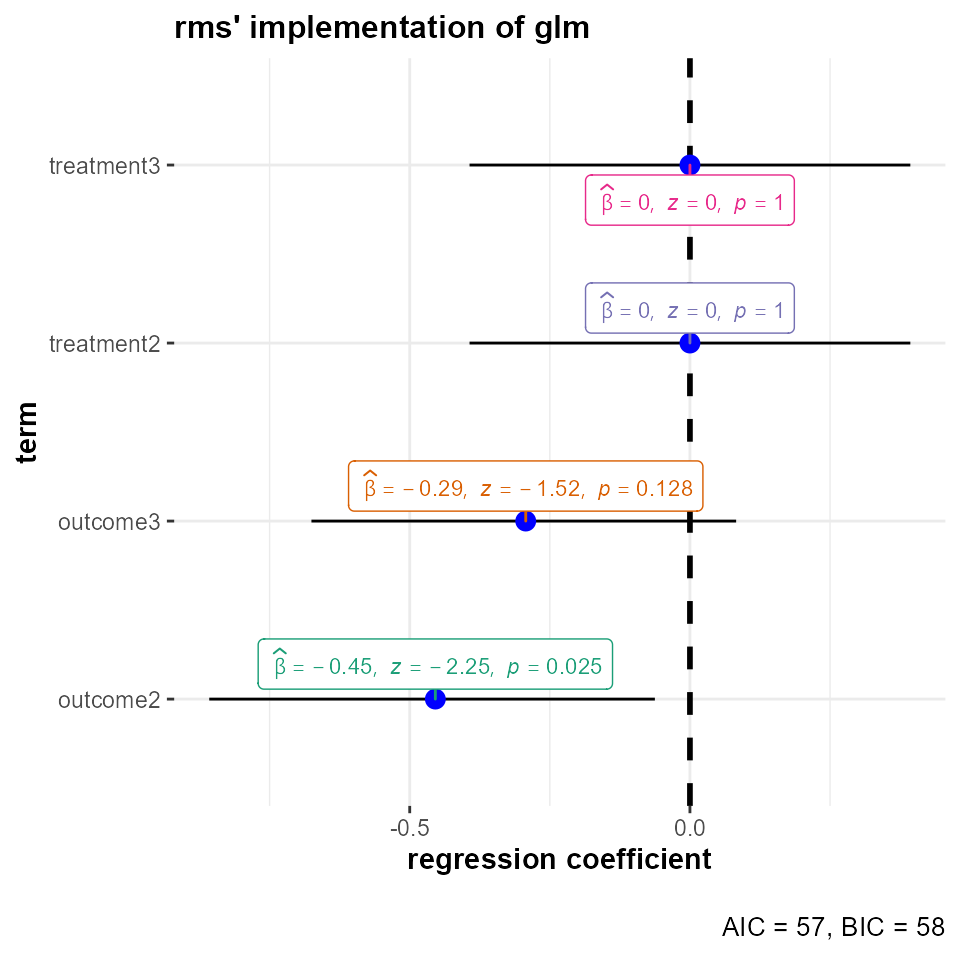 rms' implementation of glm
treatment3
β̂ = 0, z = 0, p = 1
β̂ = 0, z = 0, p = 1
treatment2
term
β̂ = − 0.29, z = − 1.52, p = 0.128
outcome3
β̂ = − 0.45, z = − 2.25, p = 0.025
outcome2
-0.5 0.0
regression coefficient
AIC = 57, BIC = 58